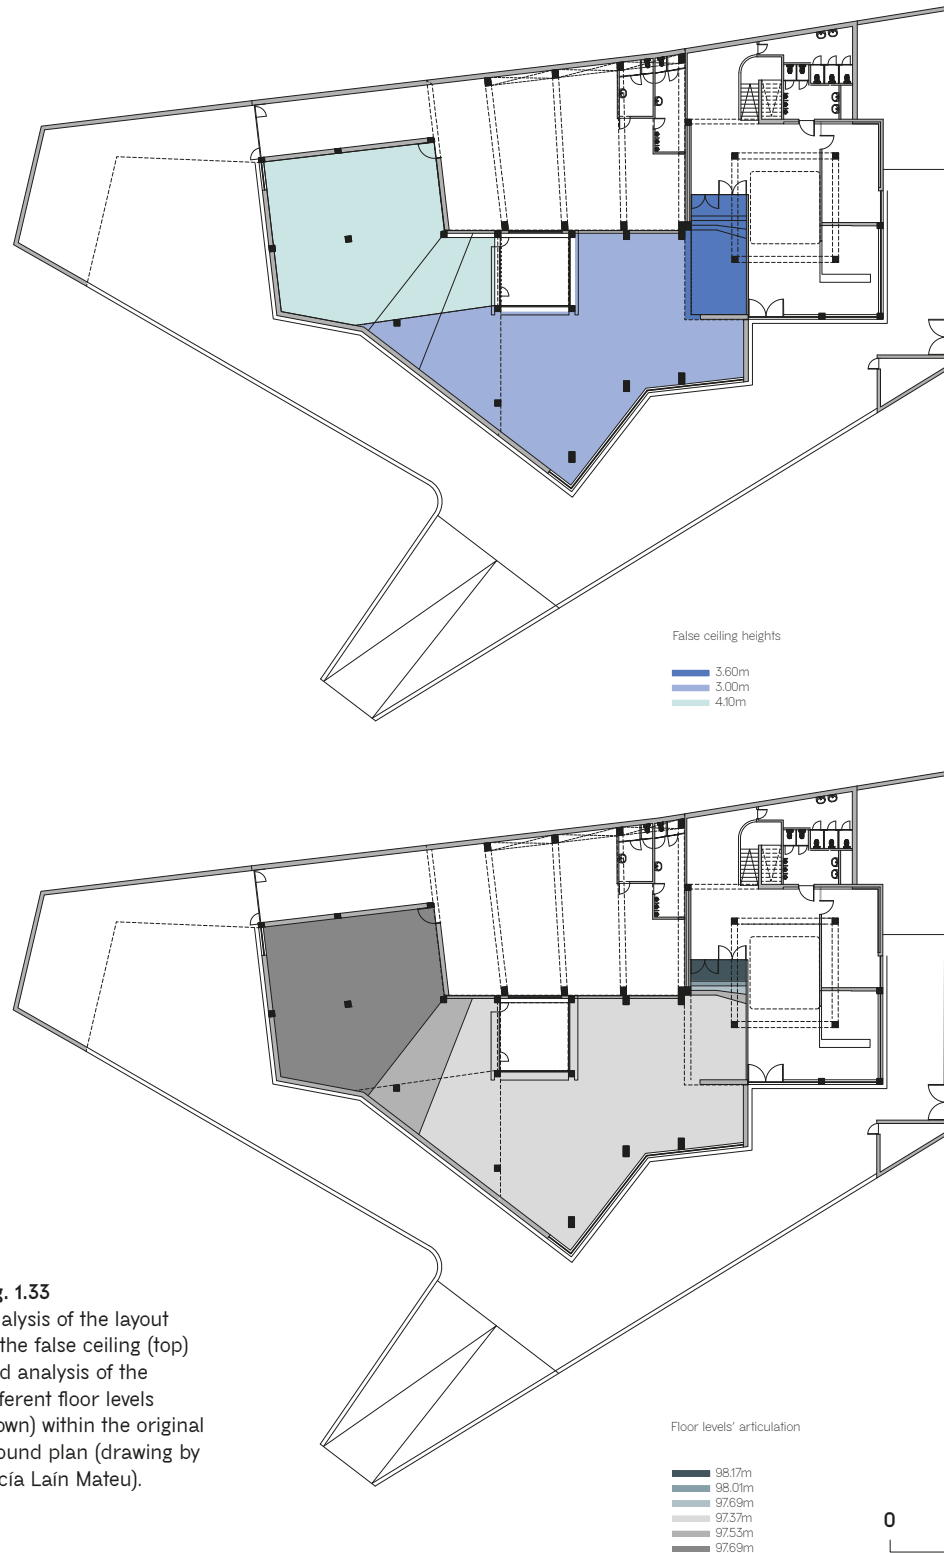 False ceiling heights
3.60m
3.00m
4.10m
g. 1.33
alysis of the layout
the false ceiling (top)
d analysis of the
ferent floor levels
own) within the original
ound plan (drawing by
cía Laín Mateu).
Floor levels' articulation
98.17m
98.01m
97.69m
97.37m
97.53m
97.69m
0